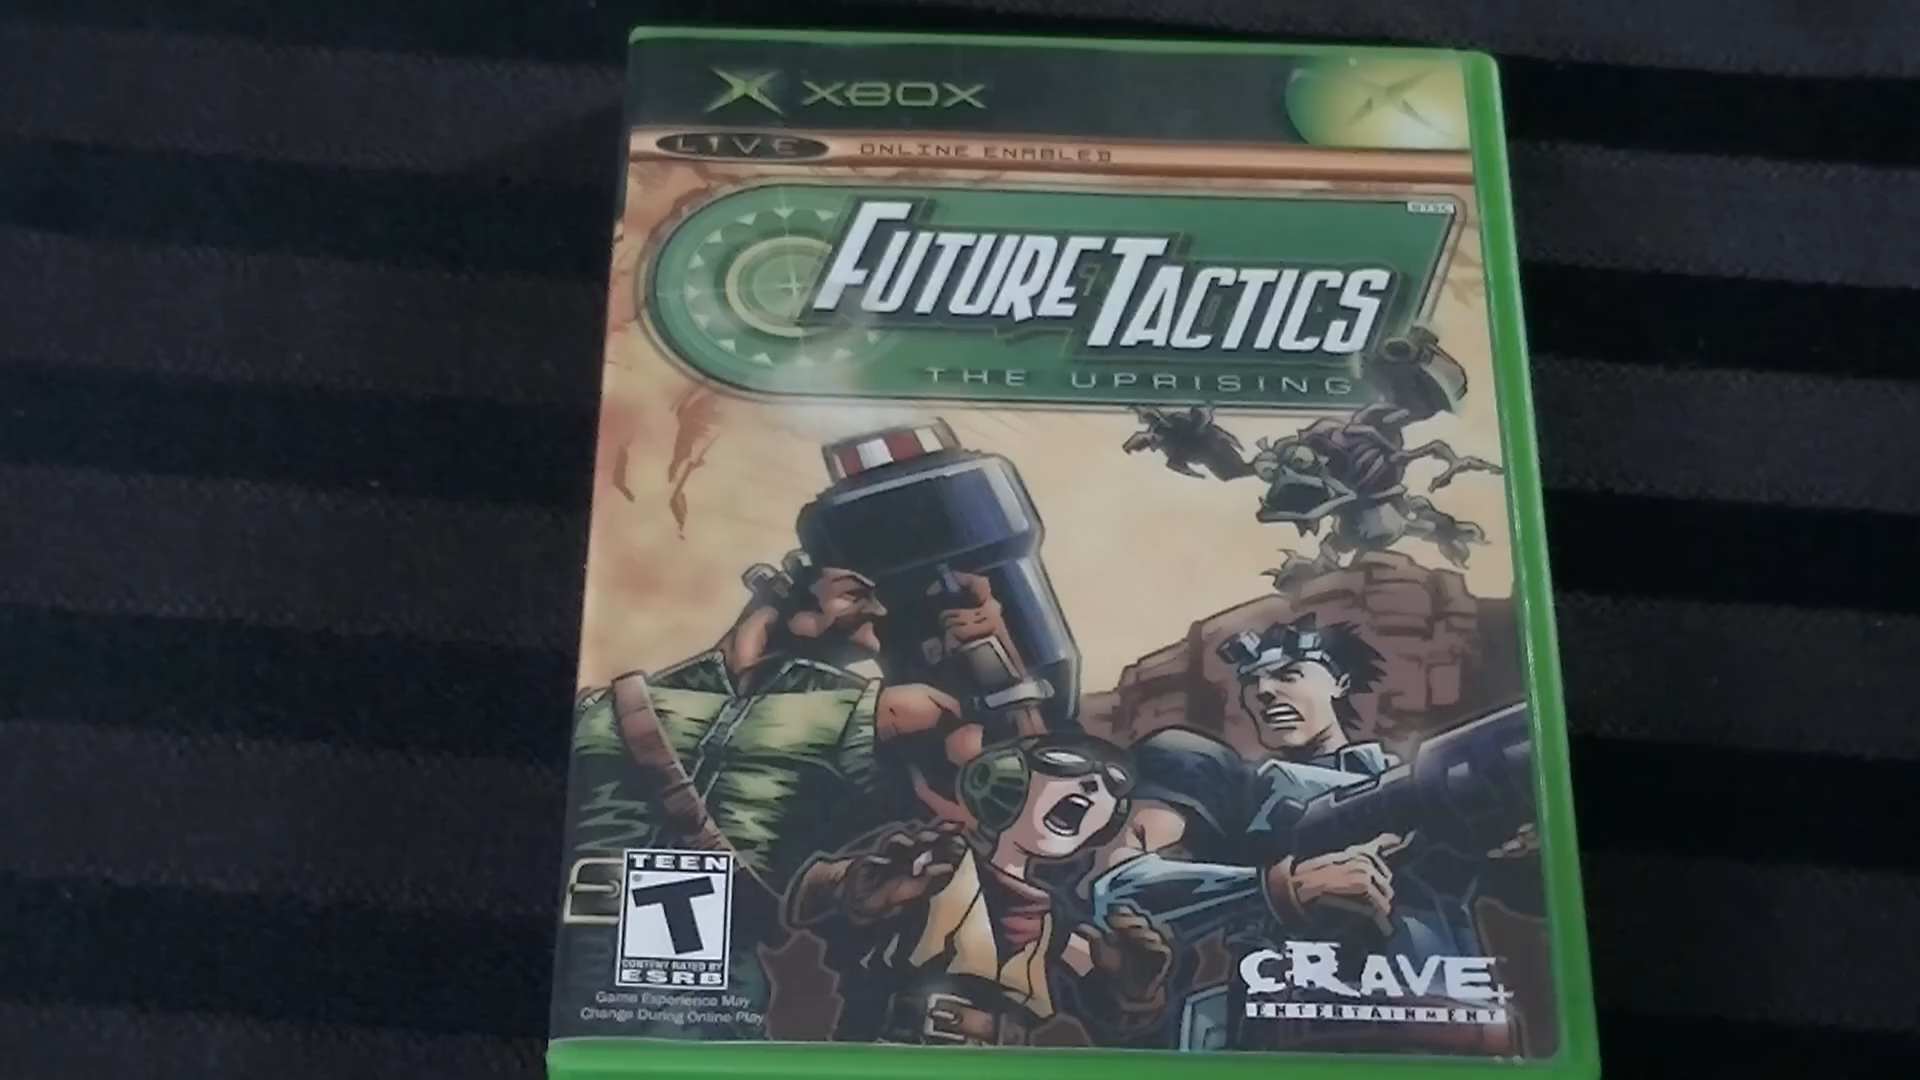 XBOX
LIVE ONLINE ENABLED
NTSC
FUTURE TACTICS
THE UPRISING
TEEN
T
CONTENT RATED BY
ESRB
Game Experience May
Change During Online Play
CRAVE
ENTERTAINMENT